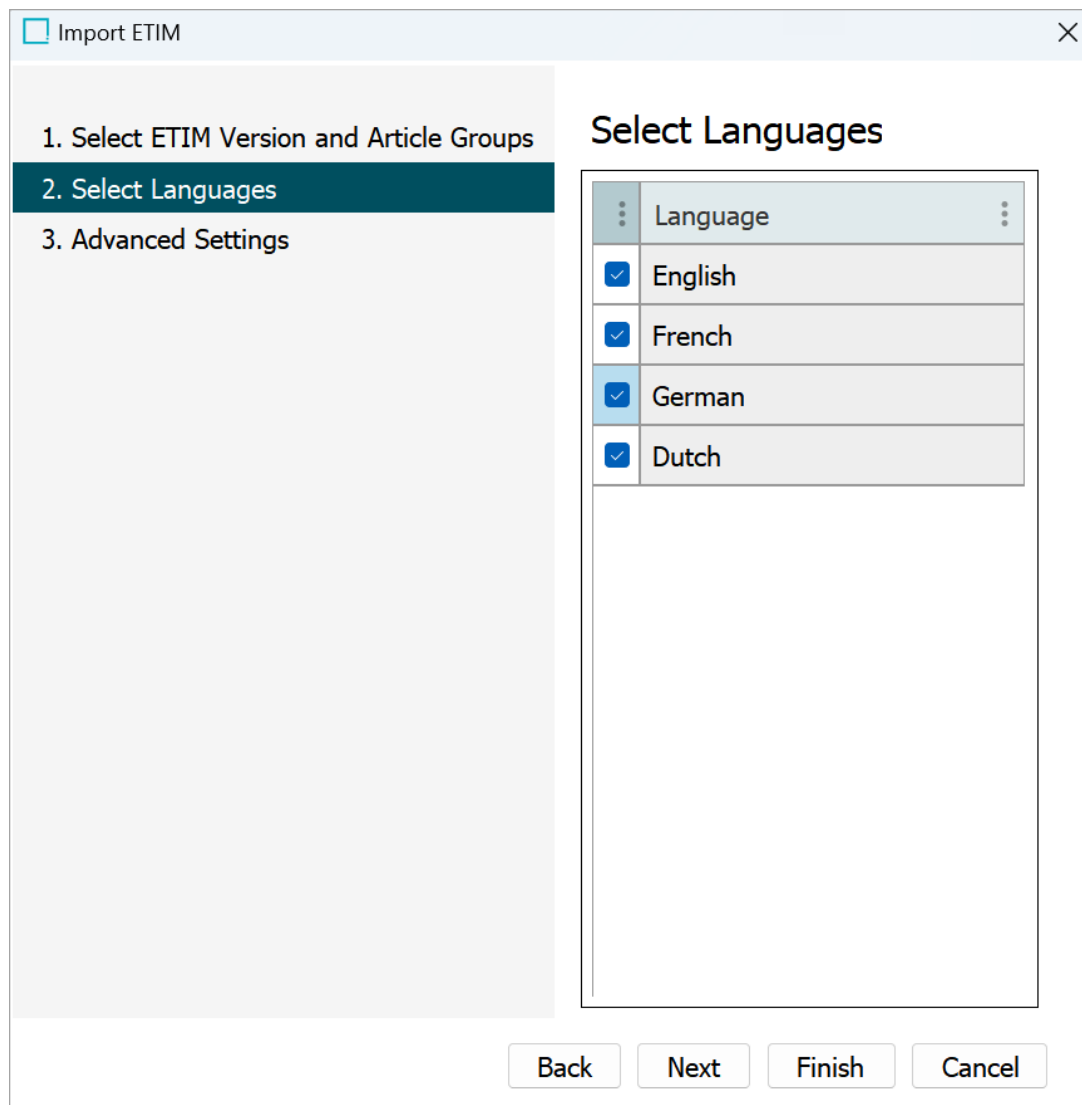 Import ETIM
1. Select ETIM Version and Article Groups
2. Select Languages
3. Advanced Settings
Select Languages
Language
English
French
German
Dutch
Back Next Finish Cancel